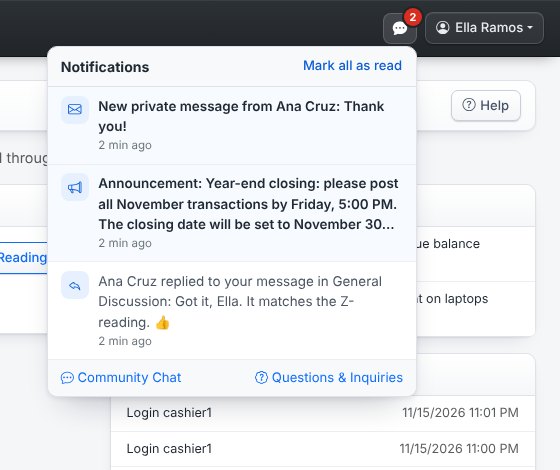 2
Ella Ramos
Notifications
Mark all as read
New private message from Ana Cruz: Thank
you!
2 min ago
Help
Announcement: Year-end closing: please post
all November transactions by Friday, 5:00 PM.
The closing date will be set to November 30...
2 min ago
Reading
balance
on laptops
Ana Cruz replied to your message in General
Discussion: Got it, Ella. It matches the Z-
reading. 👍
2 min ago
Community Chat
Questions & Inquiries
Login cashier1
11/15/2026 11:01 PM
Login cashier1
11/15/2026 11:00 PM